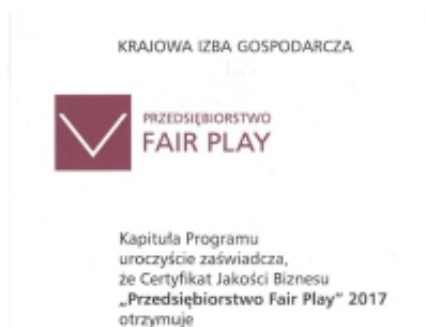 KRAJOWA IZBA GOSPODARCZA
PRZEDSIĘBIORSTWO
FAIR PLAY
Kapituła Programu
uroczyście zaświadcza,
że Certyfikat Jakości Biznesu
„Przedsiębiorstwo Fair Play" 2017
otrzymuje